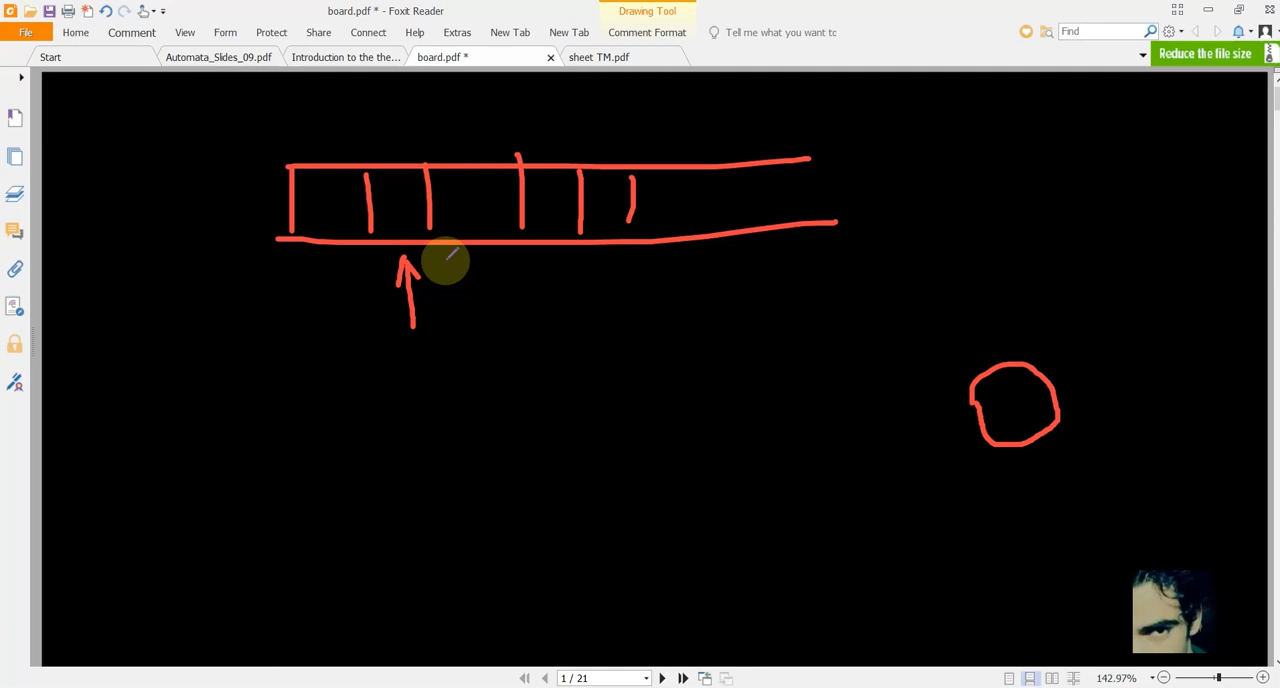 board.pdf * - Foxit Reader
Drawing Tool
File
Home
Comment
View
Form
Protect
Share
Connect
Help
Extras
New Tab
New Tab
Comment Format
Tell me what you want tc
Find
Start
Automata_Slides_09.pdf
Introduction to the the...
board.pdf *
sheet TM.pdf
Reduce the file size
1 / 21
142.97%